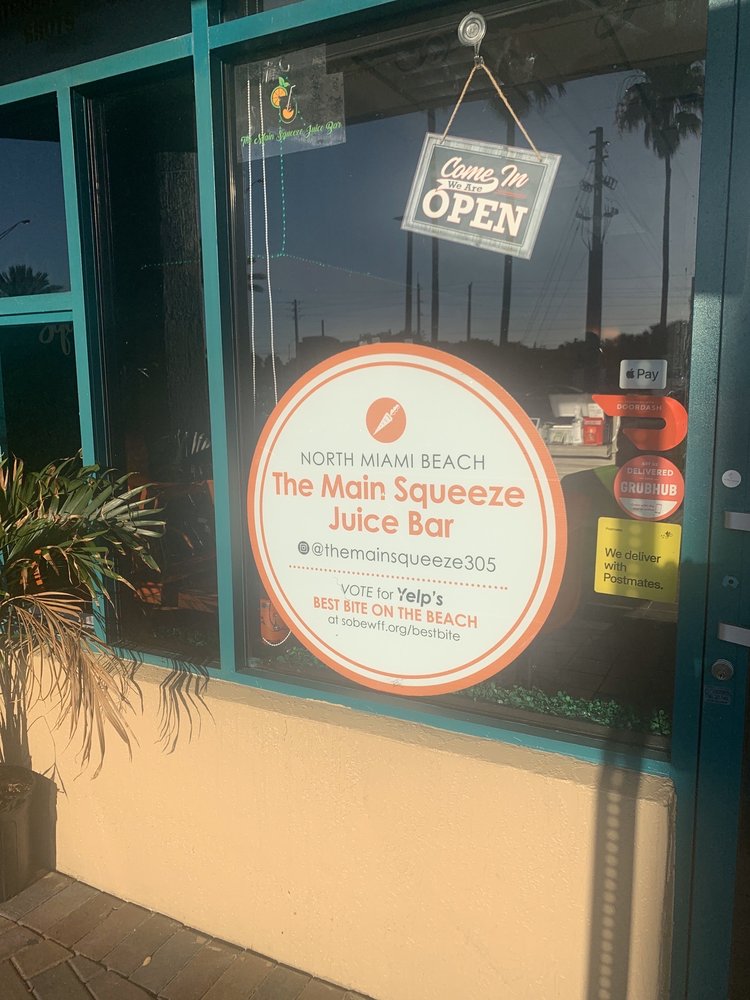 The Main Squeeze Juice Bar
Come In
We Are
OPEN
NORTH MIAMI BEACH
The Main Squeeze
Juice Bar
@themainsqueeze305
VOTE for Yelp's
BEST BITE ON THE BEACH
at sobewff.org/bestbite
Pay
DOORDASH
DELIVERED
GRUBHUB
We deliver
with
Postmates.